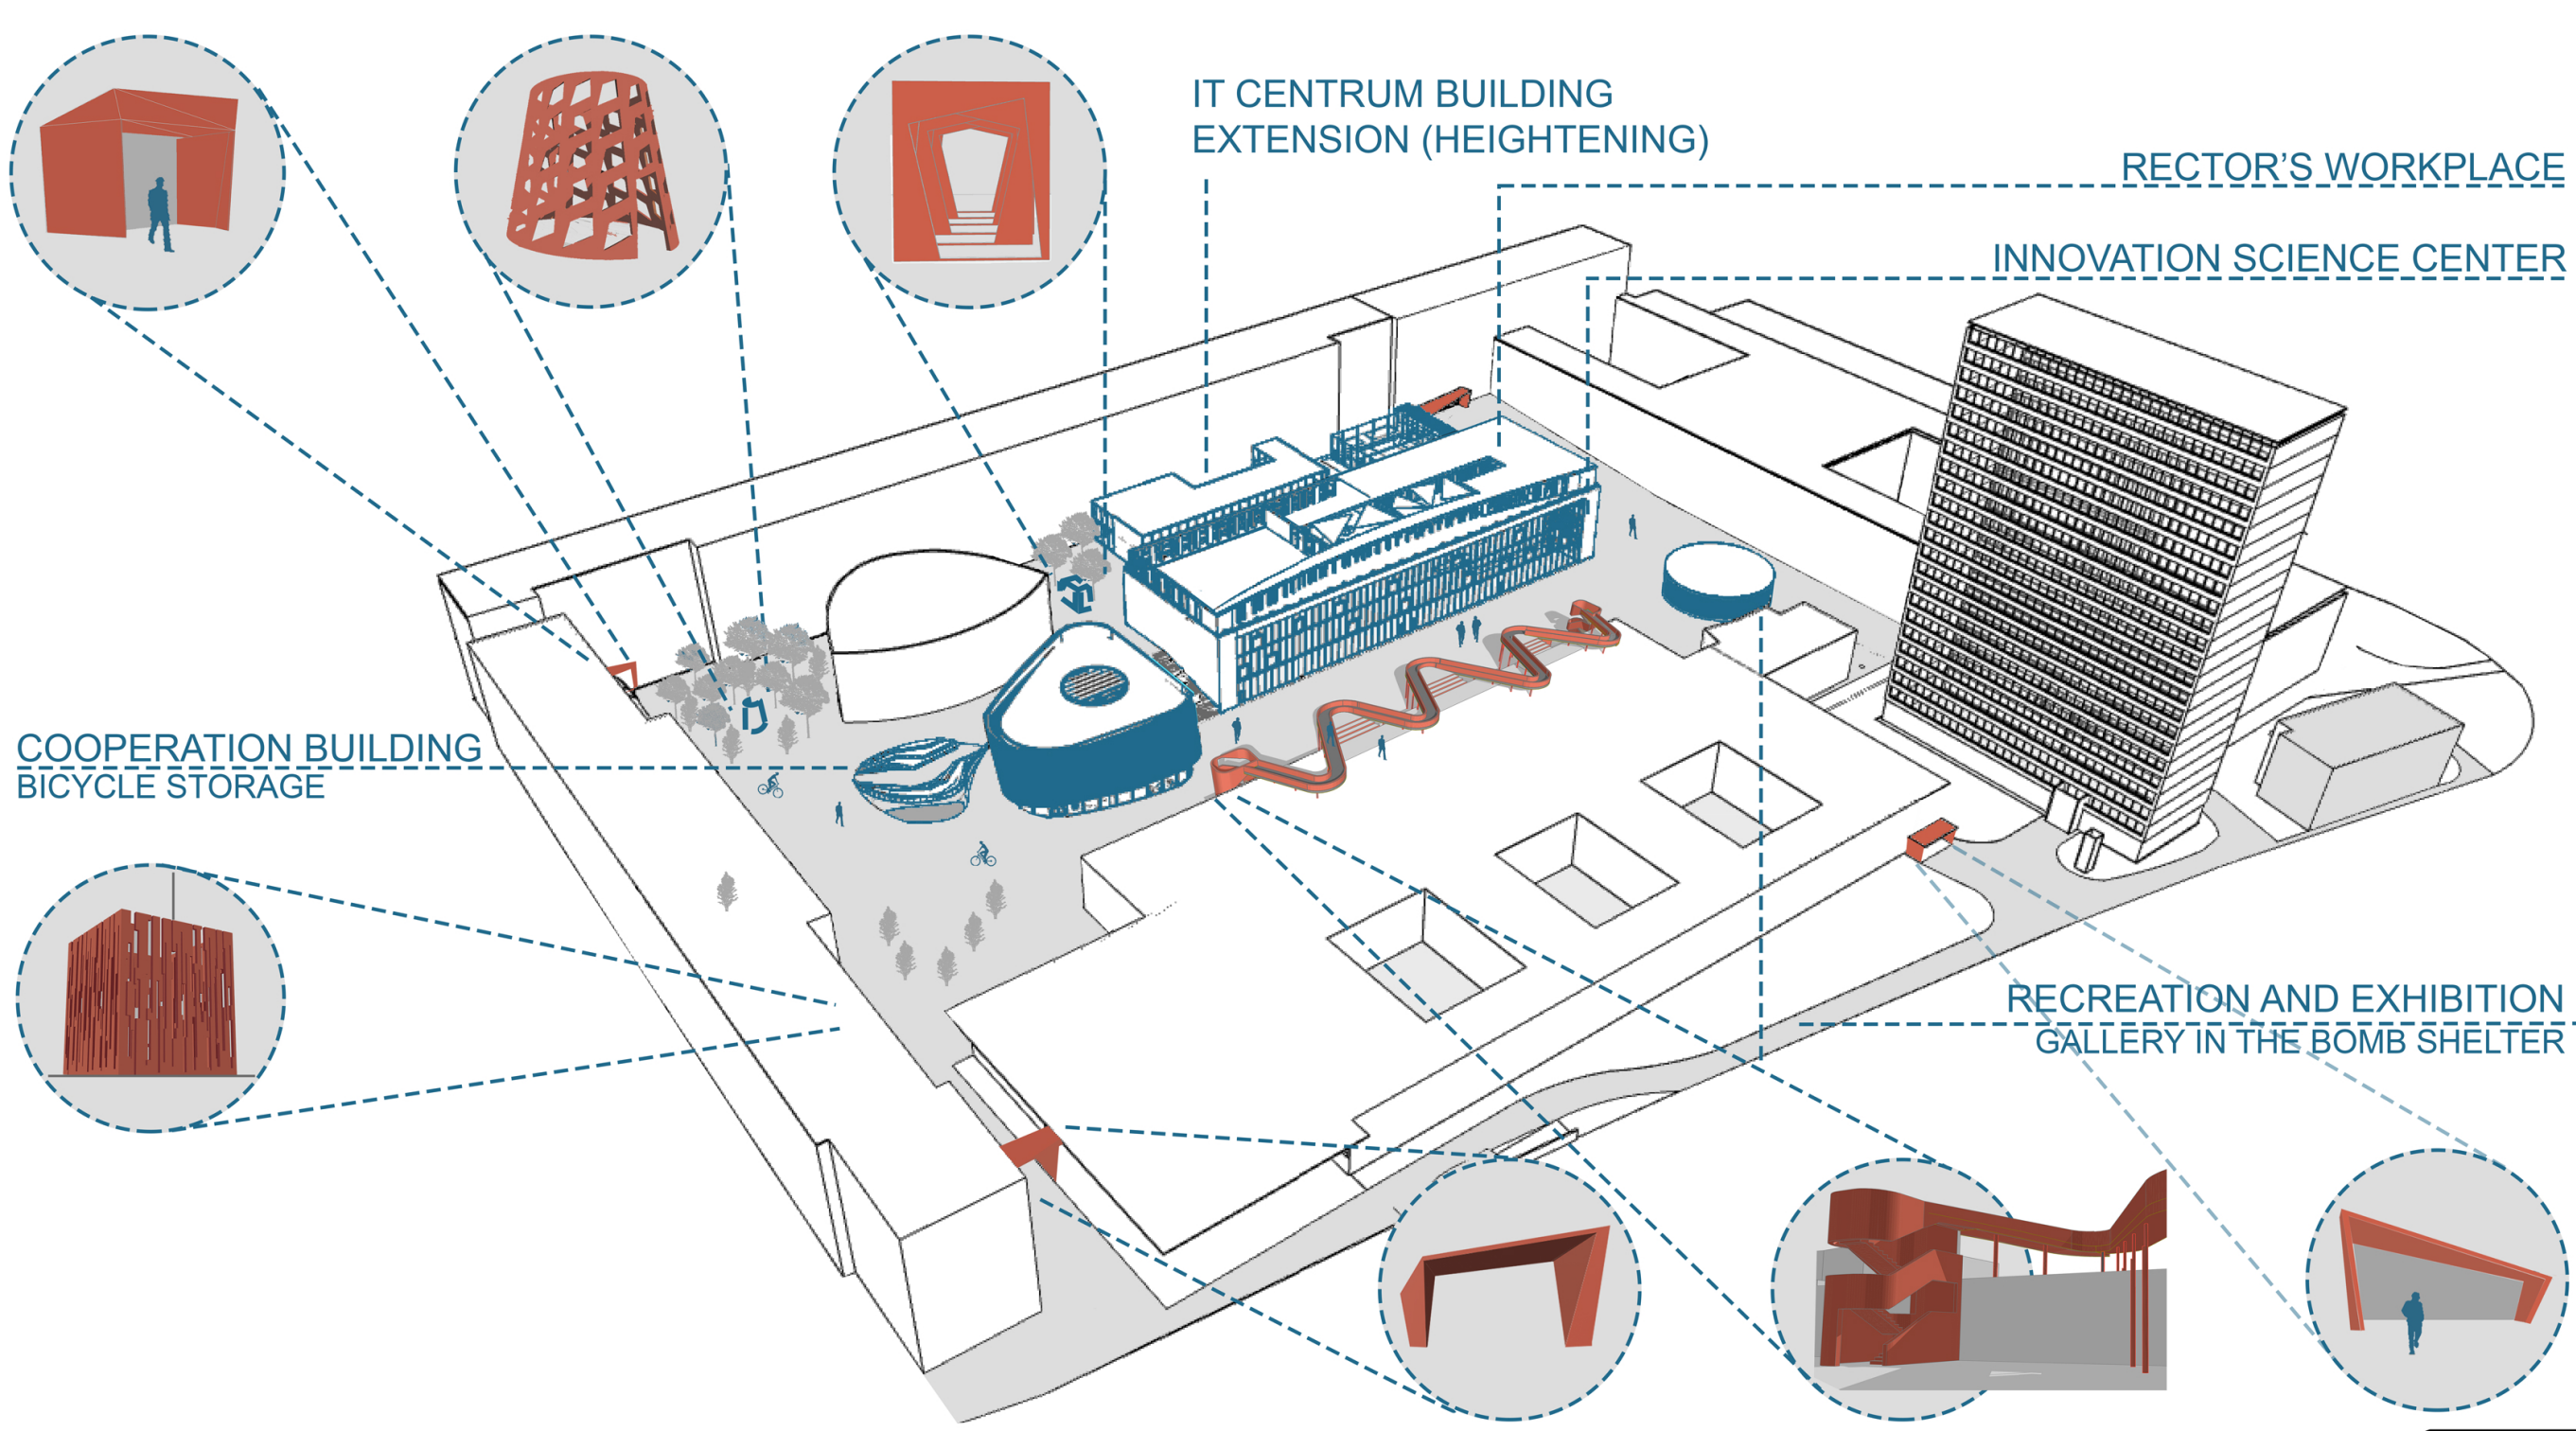 IT CENTRUM BUILDING
EXTENSION (HEIGHTENING)
RECTOR’S WORKPLACE
INNOVATION SCIENCE CENTER
COOPERATION BUILDING
BICYCLE STORAGE
RECREATION AND EXHIBITION
GALLERY IN THE BOMB SHELTER